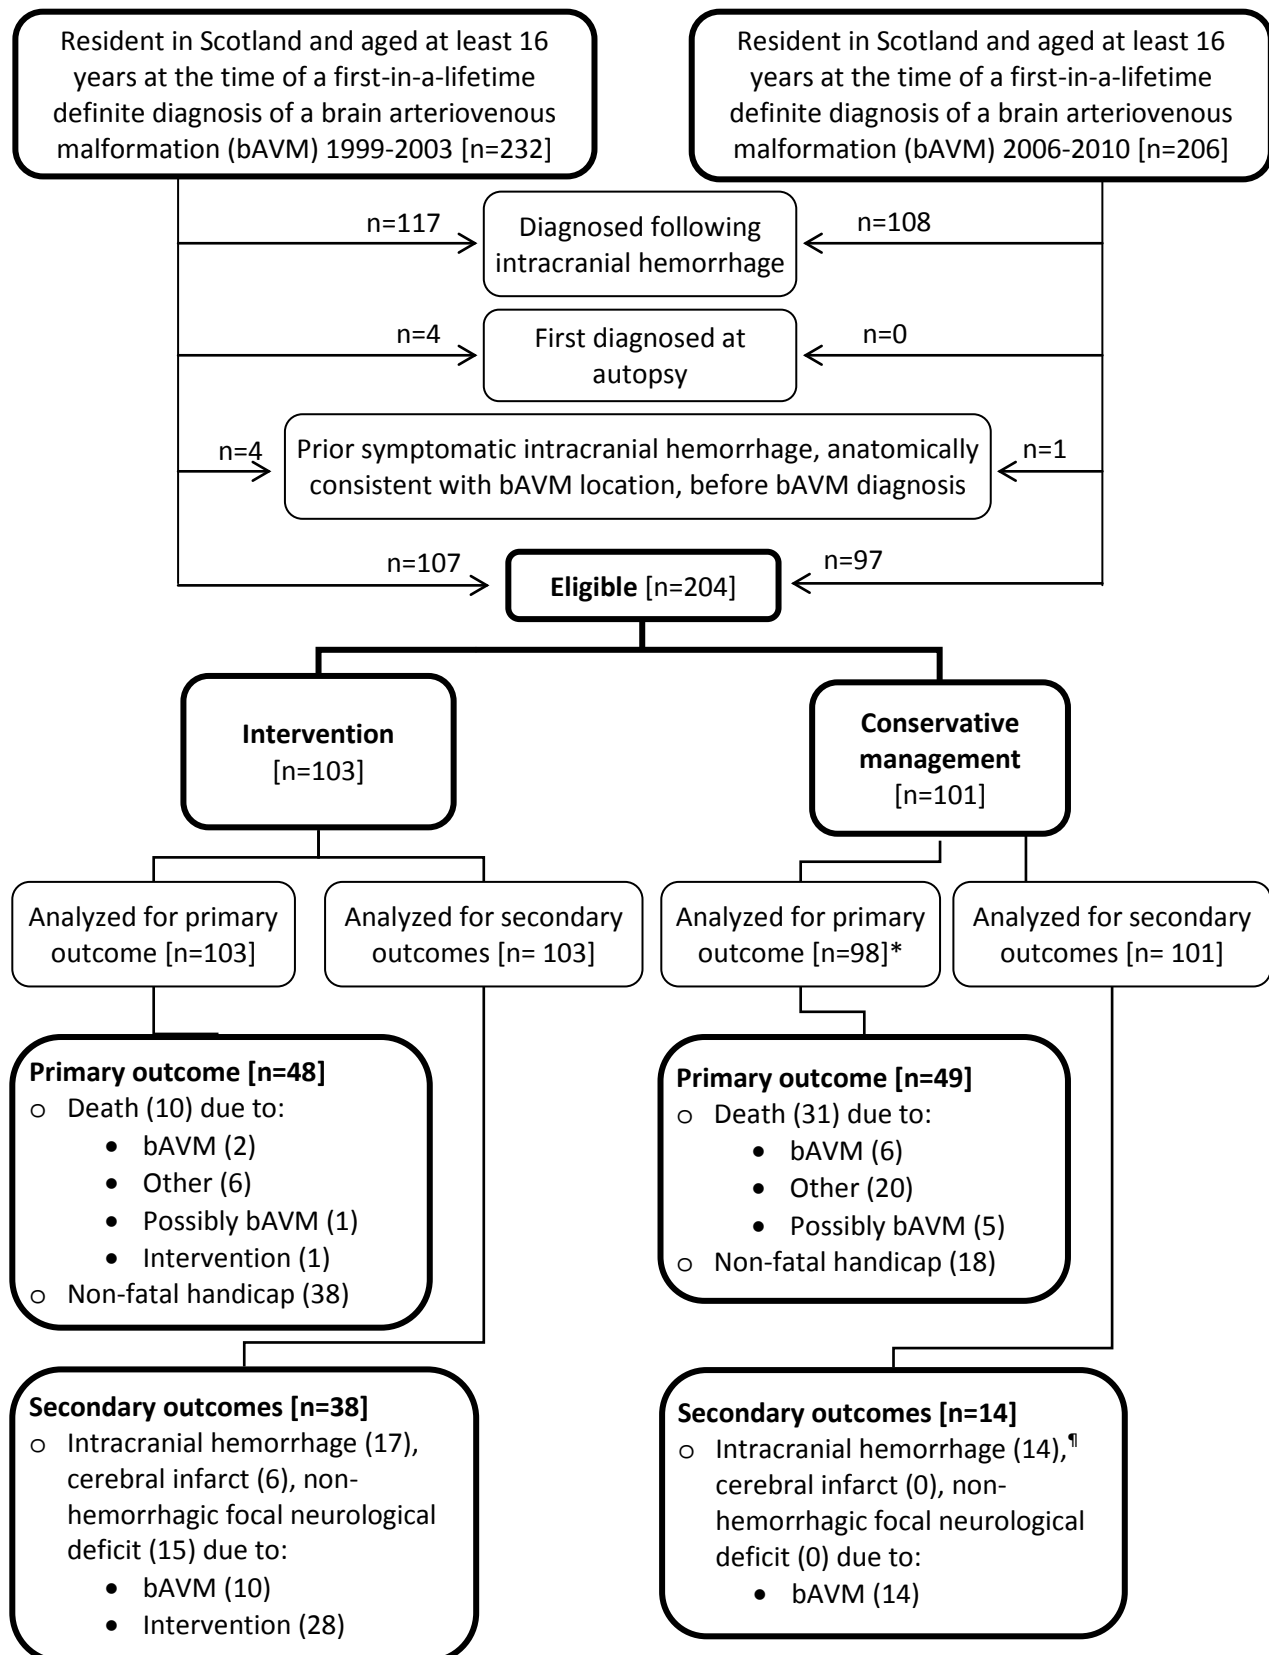 Resident in Scotland and aged at least 16
years at the time of a first-in-a-lifetime
definite diagnosis of a brain arteriovenous
malformation (bAVM) 1999-2003 [n=232]
Resident in Scotland and aged at least 16
years at the time of a first-in-a-lifetime
definite diagnosis of a brain arteriovenous
malformation (bAVM) 2006-2010 [n=206]
n=117
Diagnosed following
intracranial hemorrhage
n=108
n=4
First diagnosed at
autopsy
n=0
n=4
Prior symptomatic intracranial hemorrhage, anatomically
consistent with bAVM location, before bAVM diagnosis
n=1
n=107
Eligible [n=204]
n=97
Intervention
[n=103]
Conservative
management
[n=101]
Analyzed for primary
outcome [n=103]
Analyzed for secondary
outcomes [n= 103]
Analyzed for primary
outcome [n=98]*
Analyzed for secondary
outcomes [n= 101]
Primary outcome [n=48]
o Death (10) due to:
• bAVM (2)
• Other (6)
• Possibly bAVM (1)
• Intervention (1)
o Non-fatal handicap (38)
Primary outcome [n=49]
o Death (31) due to:
• bAVM (6)
• Other (20)
• Possibly bAVM (5)
o Non-fatal handicap (18)
Secondary outcomes [n=38]
o Intracranial hemorrhage (17),
cerebral infarct (6), non-
hemorrhagic focal neurological
deficit (15) due to:
• bAVM (10)
• Intervention (28)
Secondary outcomes [n=14]
o Intracranial hemorrhage (14),¶
cerebral infarct (0), non-
hemorrhagic focal neurological
deficit (0) due to:
• bAVM (14)